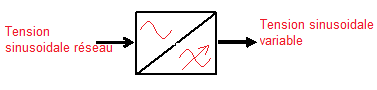 Tension
sinusoidale réseau
Tension sinusoidale
variable